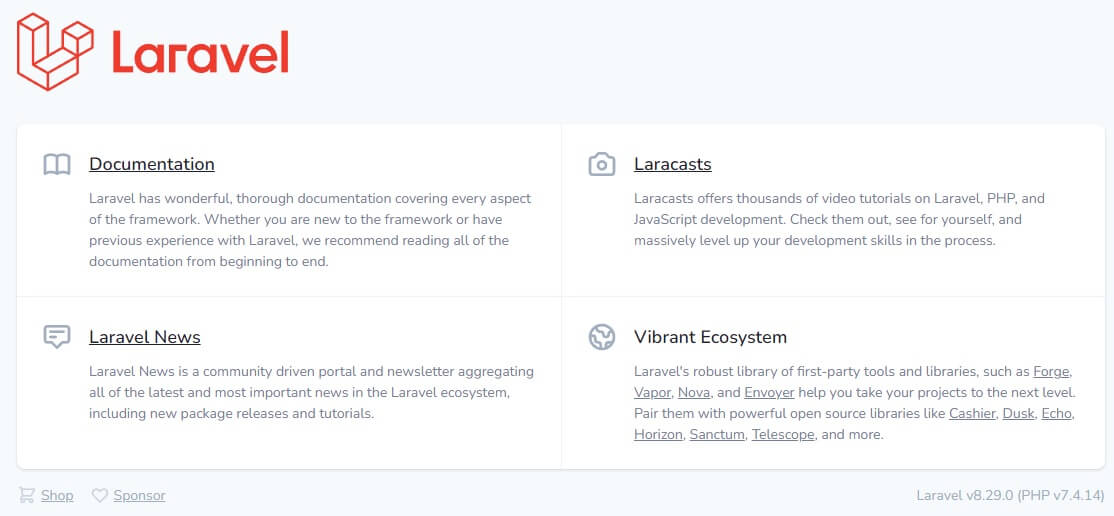 Laravel
Documentation
Laravel has wonderful, thorough documentation covering every aspect
of the framework. Whether you are new to the framework or have
previous experience with Laravel, we recommend reading all of the
documentation from beginning to end.
Laracasts
Laracasts offers thousands of video tutorials on Laravel, PHP, and
JavaScript development. Check them out, see for yourself, and
massively level up your development skills in the process.
Laravel News
Laravel News is a community driven portal and newsletter aggregating
all of the latest and most important news in the Laravel ecosystem,
including new package releases and tutorials.
Vibrant Ecosystem
Laravel's robust library of first-party tools and libraries, such as Forge,
Vapor, Nova, and Envoyer help you take your projects to the next level.
Pair them with powerful open source libraries like Cashier, Dusk, Echo,
Horizon, Sanctum, Telescope, and more.
Shop
Sponsor
Laravel v8.29.0 (PHP v7.4.14)